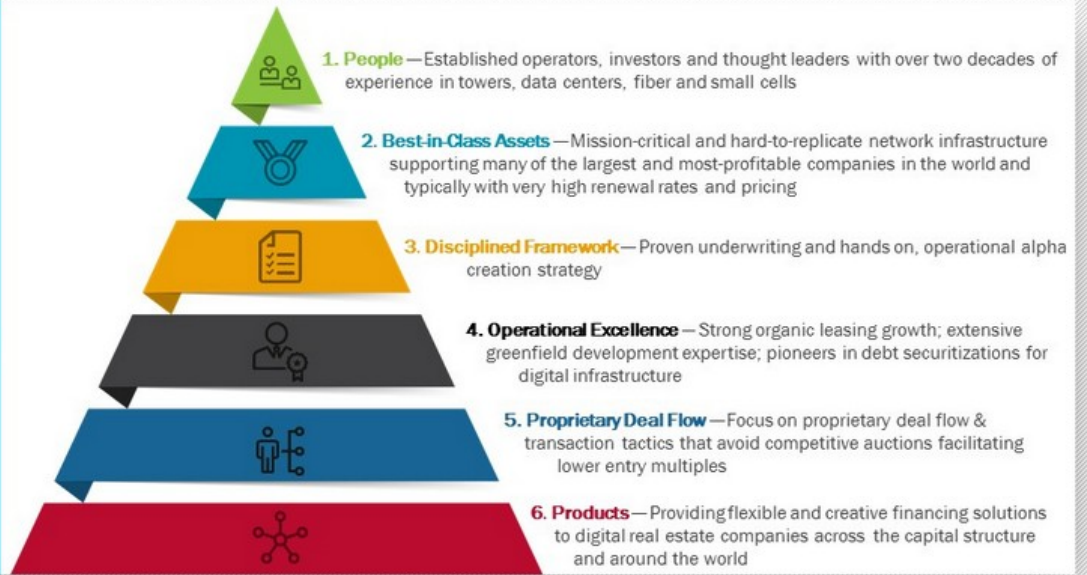 1. People—Established operators, investors and thought leaders with over two decades of
experience in towers, data centers, fiber and small cells
2. Best-in-Class Assets—Mission-critical and hard-to-replicate network infrastructure
supporting many of the largest and most-profitable companies in the world and
typically with very high renewal rates and pricing
3. Disciplined Framework—Proven underwriting and hands on, operational alpha
creation strategy
4. Operational Excellence—Strong organic leasing growth; extensive
greenfield development expertise; pioneers in debt securitizations for
digital infrastructure
5. Proprietary Deal Flow—Focus on proprietary deal flow &
transaction tactics that avoid competitive auctions facilitating
lower entry multiples
6. Products—Providing flexible and creative financing solutions
to digital real estate companies across the capital structure
and around the world